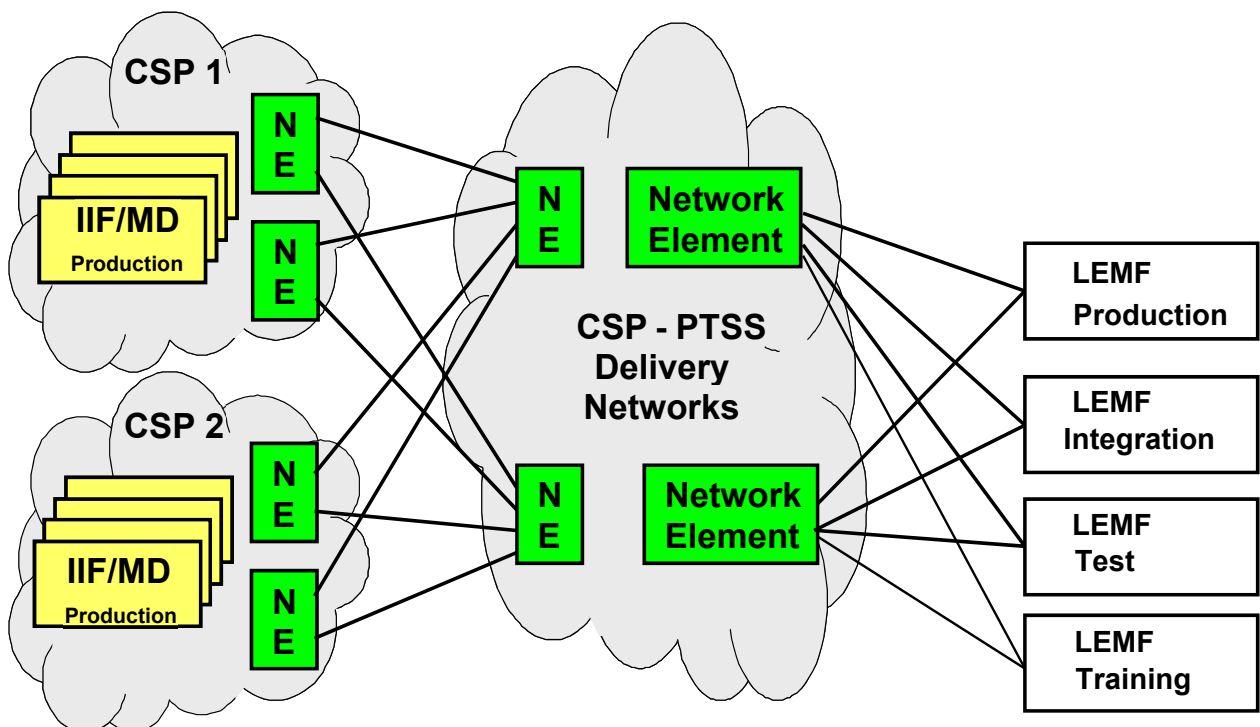 CSP 1
N
E
N
E
IIF/MD
Production
CSP 2
N
E
N
E
IIF/MD
Production
N
E
Network
Element
CSP - PTSS
Delivery
Networks
N
E
Network
Element
LEMF
Production
LEMF
Integration
LEMF
Test
LEMF
Training